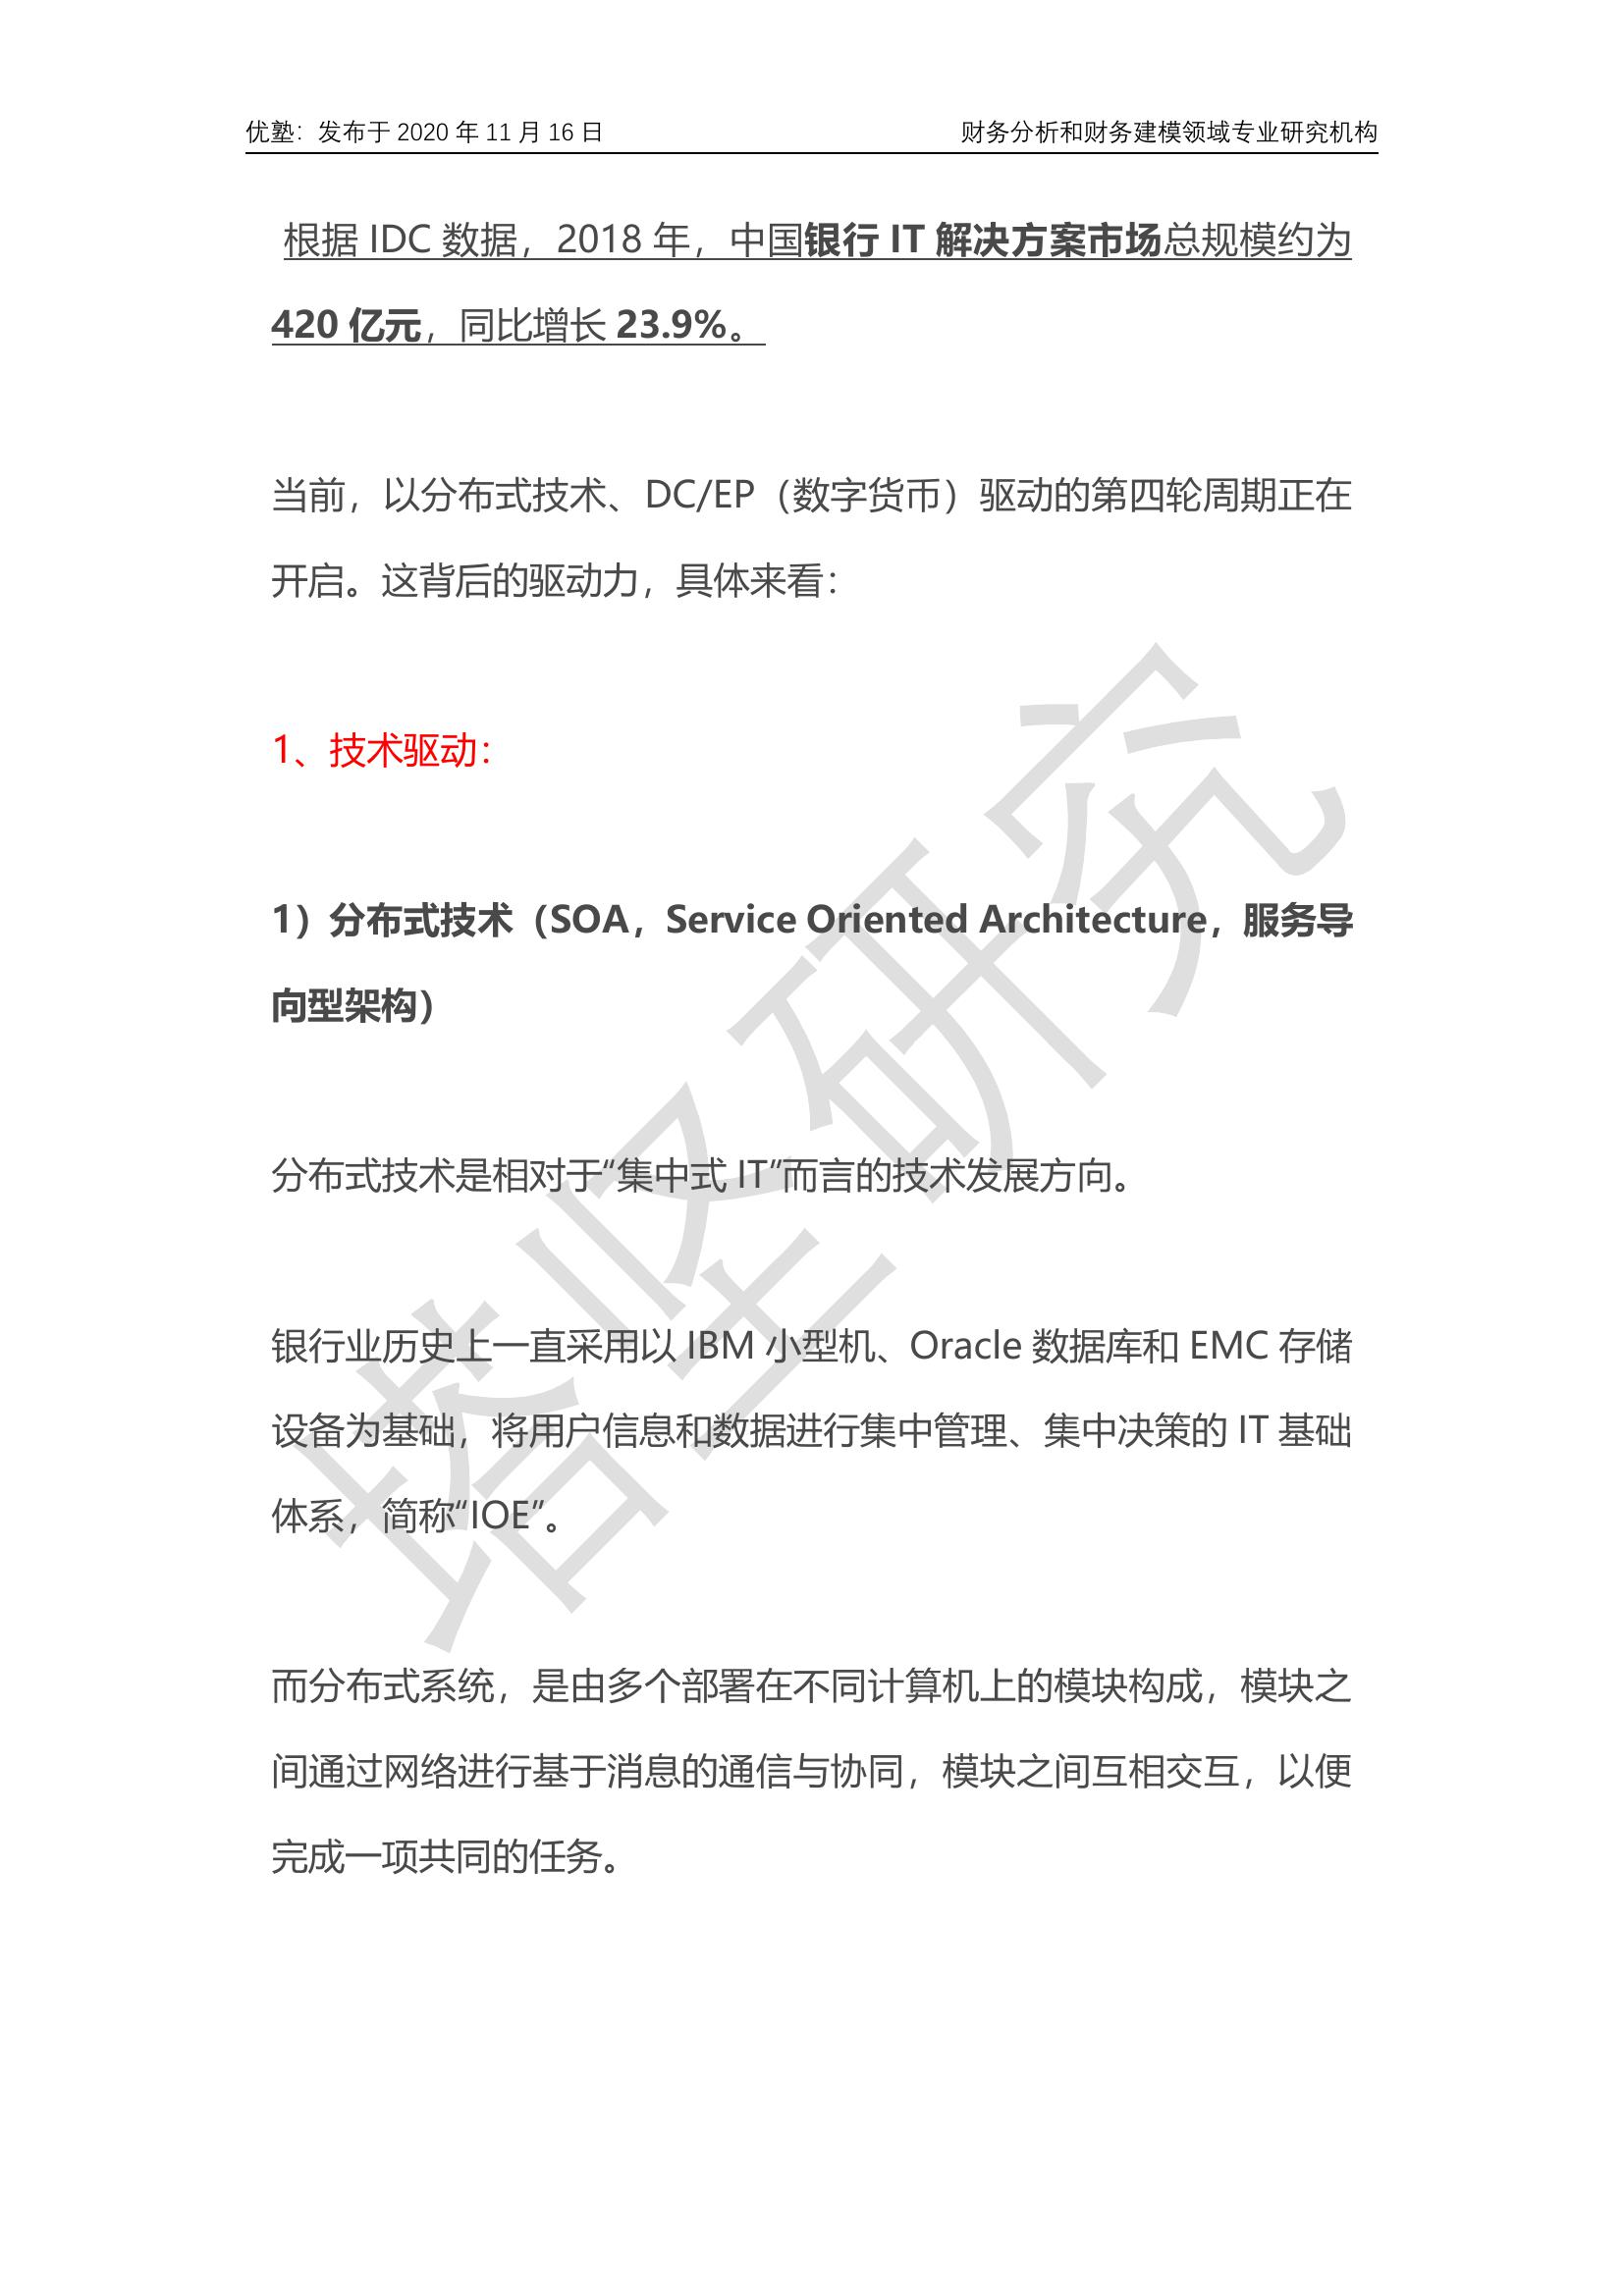 优塾：发布于 2020 年 11 月 16 日 财务分析和财务建模领域专业研究机构
根据 IDC 数据，2018 年，中国银行 IT 解决方案市场总规模约为
420 亿元，同比增长 23.9%。
当前，以分布式技术、DC/EP（数字货币）驱动的第四轮周期正在
开启。这背后的驱动力，具体来看：
1、技术驱动：
1）分布式技术（SOA，Service Oriented Architecture，服务导
向型架构）
分布式技术是相对于“集中式 IT”而言的技术发展方向。
银行业历史上一直采用以 IBM 小型机、Oracle 数据库和 EMC 存储
设备为基础，将用户信息和数据进行集中管理、集中决策的 IT 基础
体系，简称“IOE”。
而分布式系统，是由多个部署在不同计算机上的模块构成，模块之
间通过网络进行基于消息的通信与协同，模块之间互相交互，以便
完成一项共同的任务。
塔坚研究